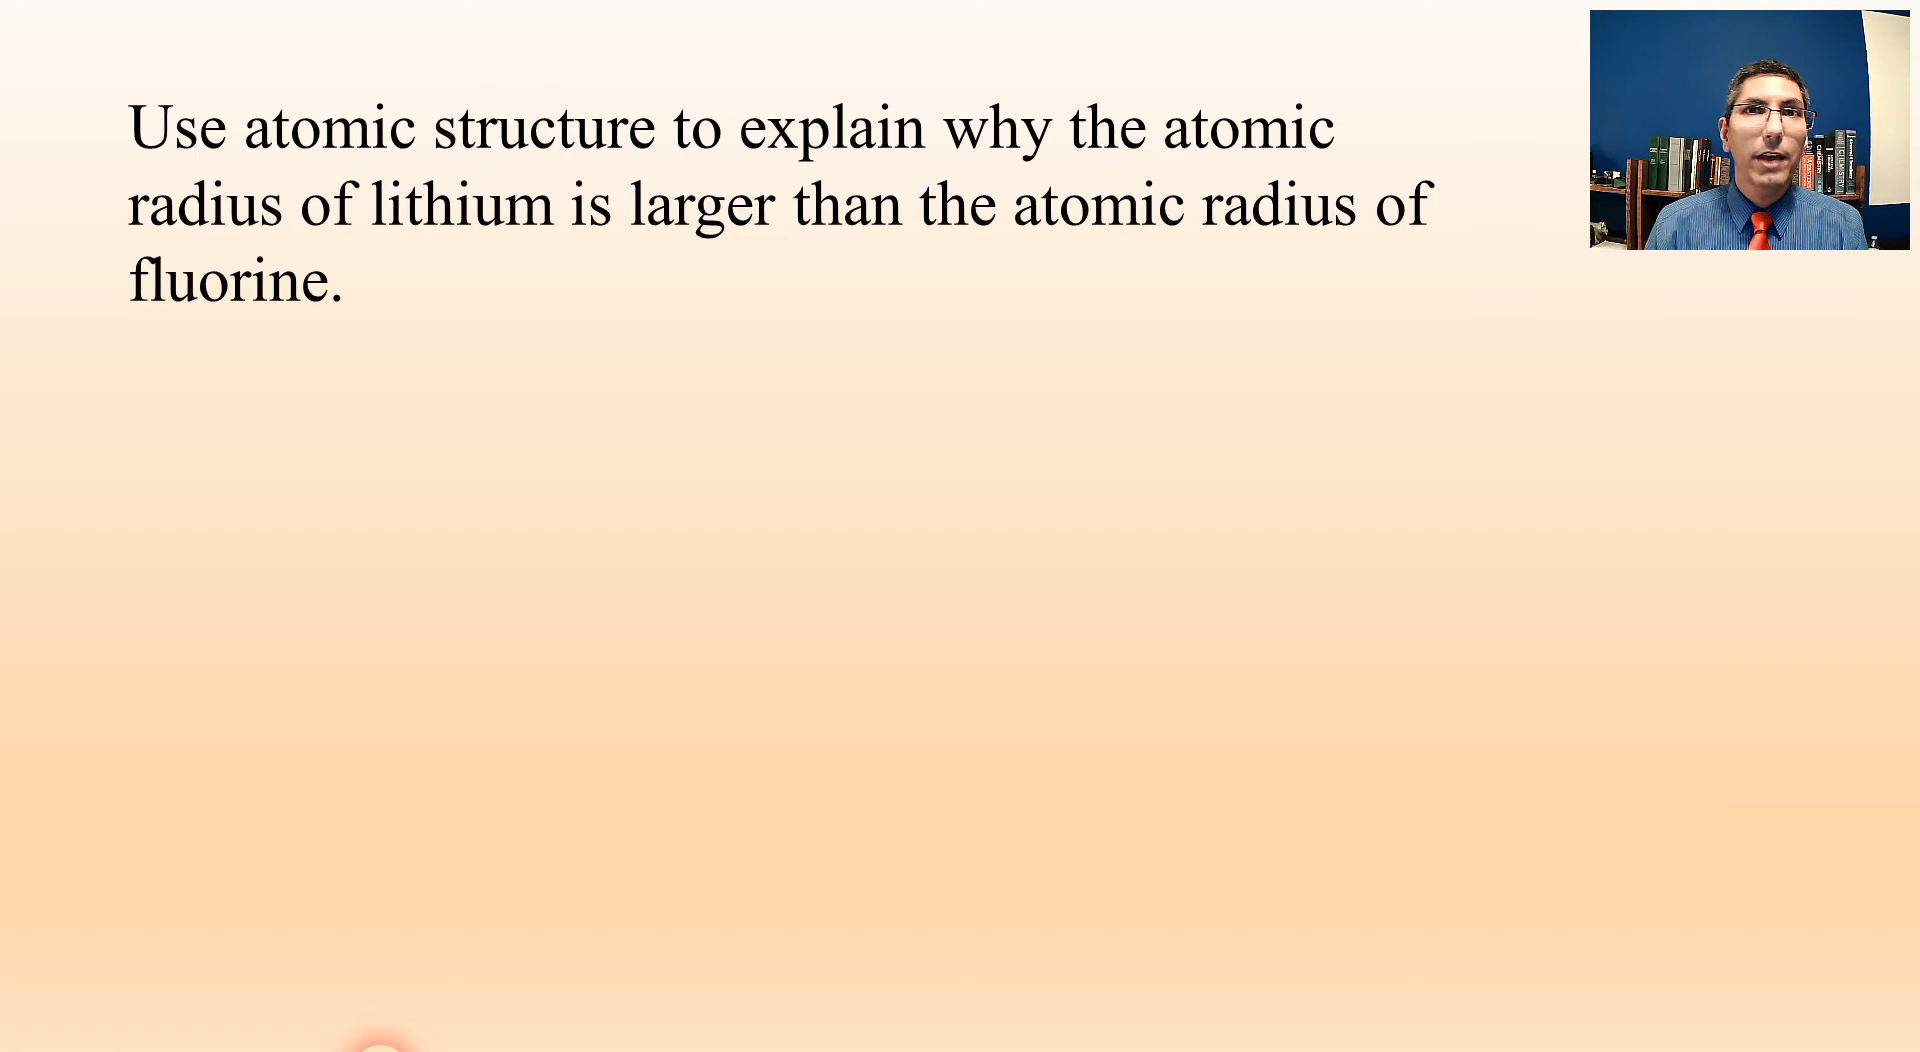 Use atomic structure to explain why the atomic
radius of lithium is larger than the atomic radius of
fluorine.